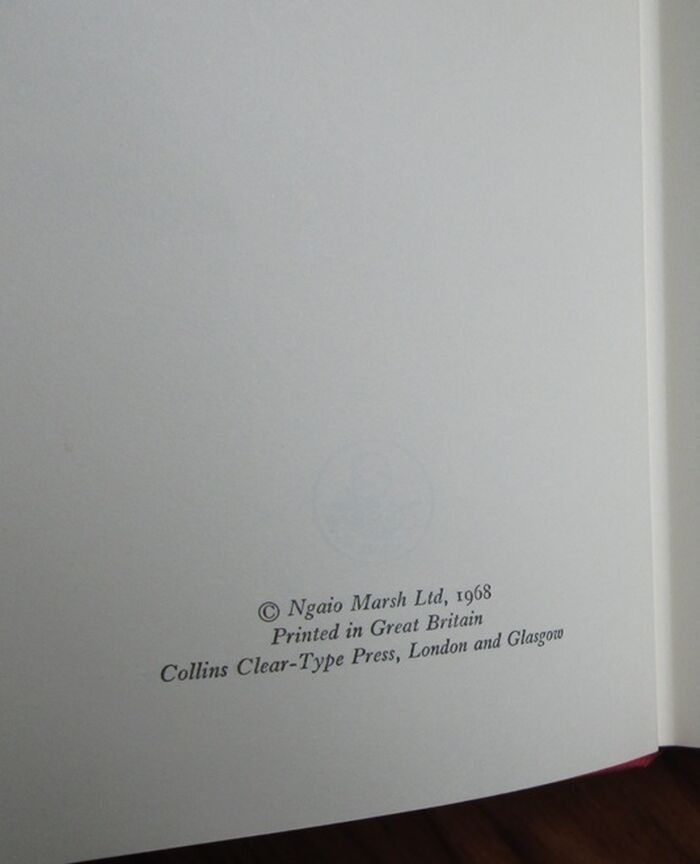 © Ngaio Marsh Ltd, 1968
Printed in Great Britain
Collins Clear-Type Press, London and Glasgow